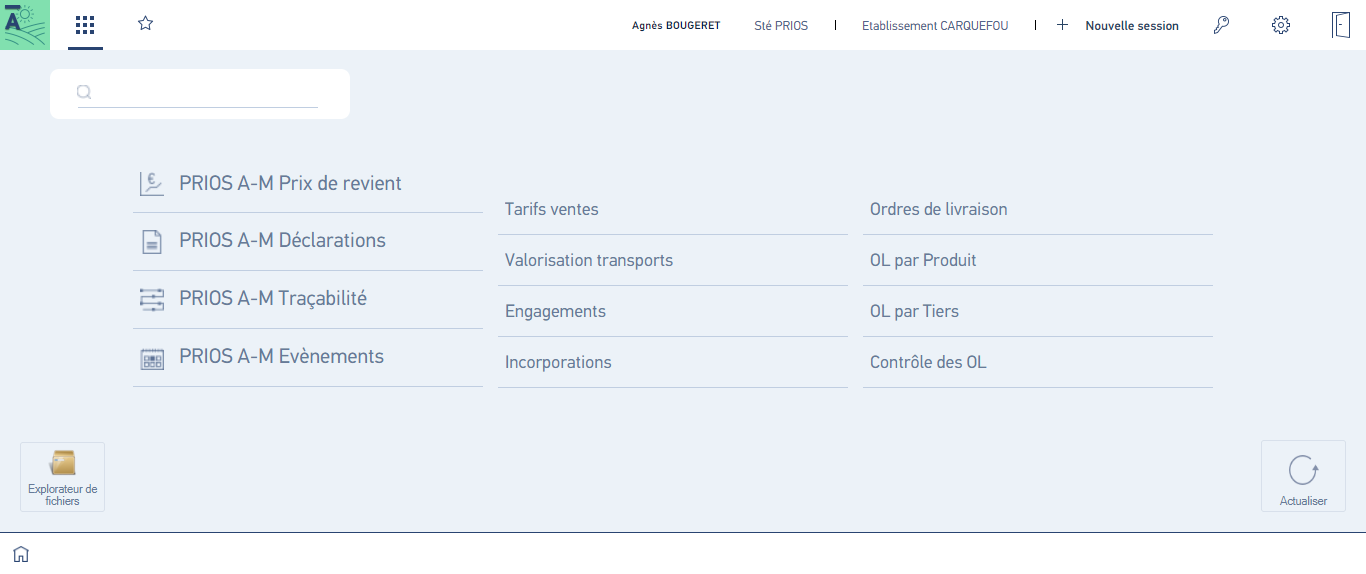 Agnès BOUGERET
Sté PRIOS
Etablissement CARQUEFOU
Nouvelle session
PRIOS A-M Prix de revient
PRIOS A-M Déclarations
PRIOS A-M Traçabilité
PRIOS A-M Evènements
Tarifs ventes
Valorisation transports
Engagements
Incorporations
Ordres de livraison
OL par Produit
OL par Tiers
Contrôle des OL
Explorateur de
fichiers
Actualiser